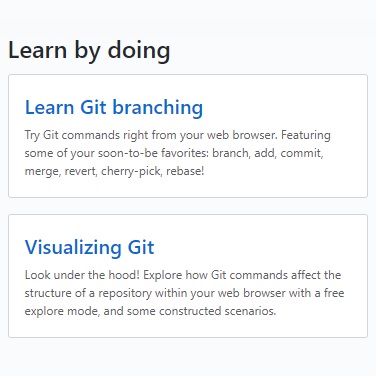 Learn by doing
Learn Git branching
Try Git commands right from your web browser. Featuring
some of your soon-to-be favorites: branch, add, commit,
merge, revert, cherry-pick, rebase!
Visualizing Git
Look under the hood! Explore how Git commands affect the
structure of a repository within your web browser with a free
explore mode, and some constructed scenarios.